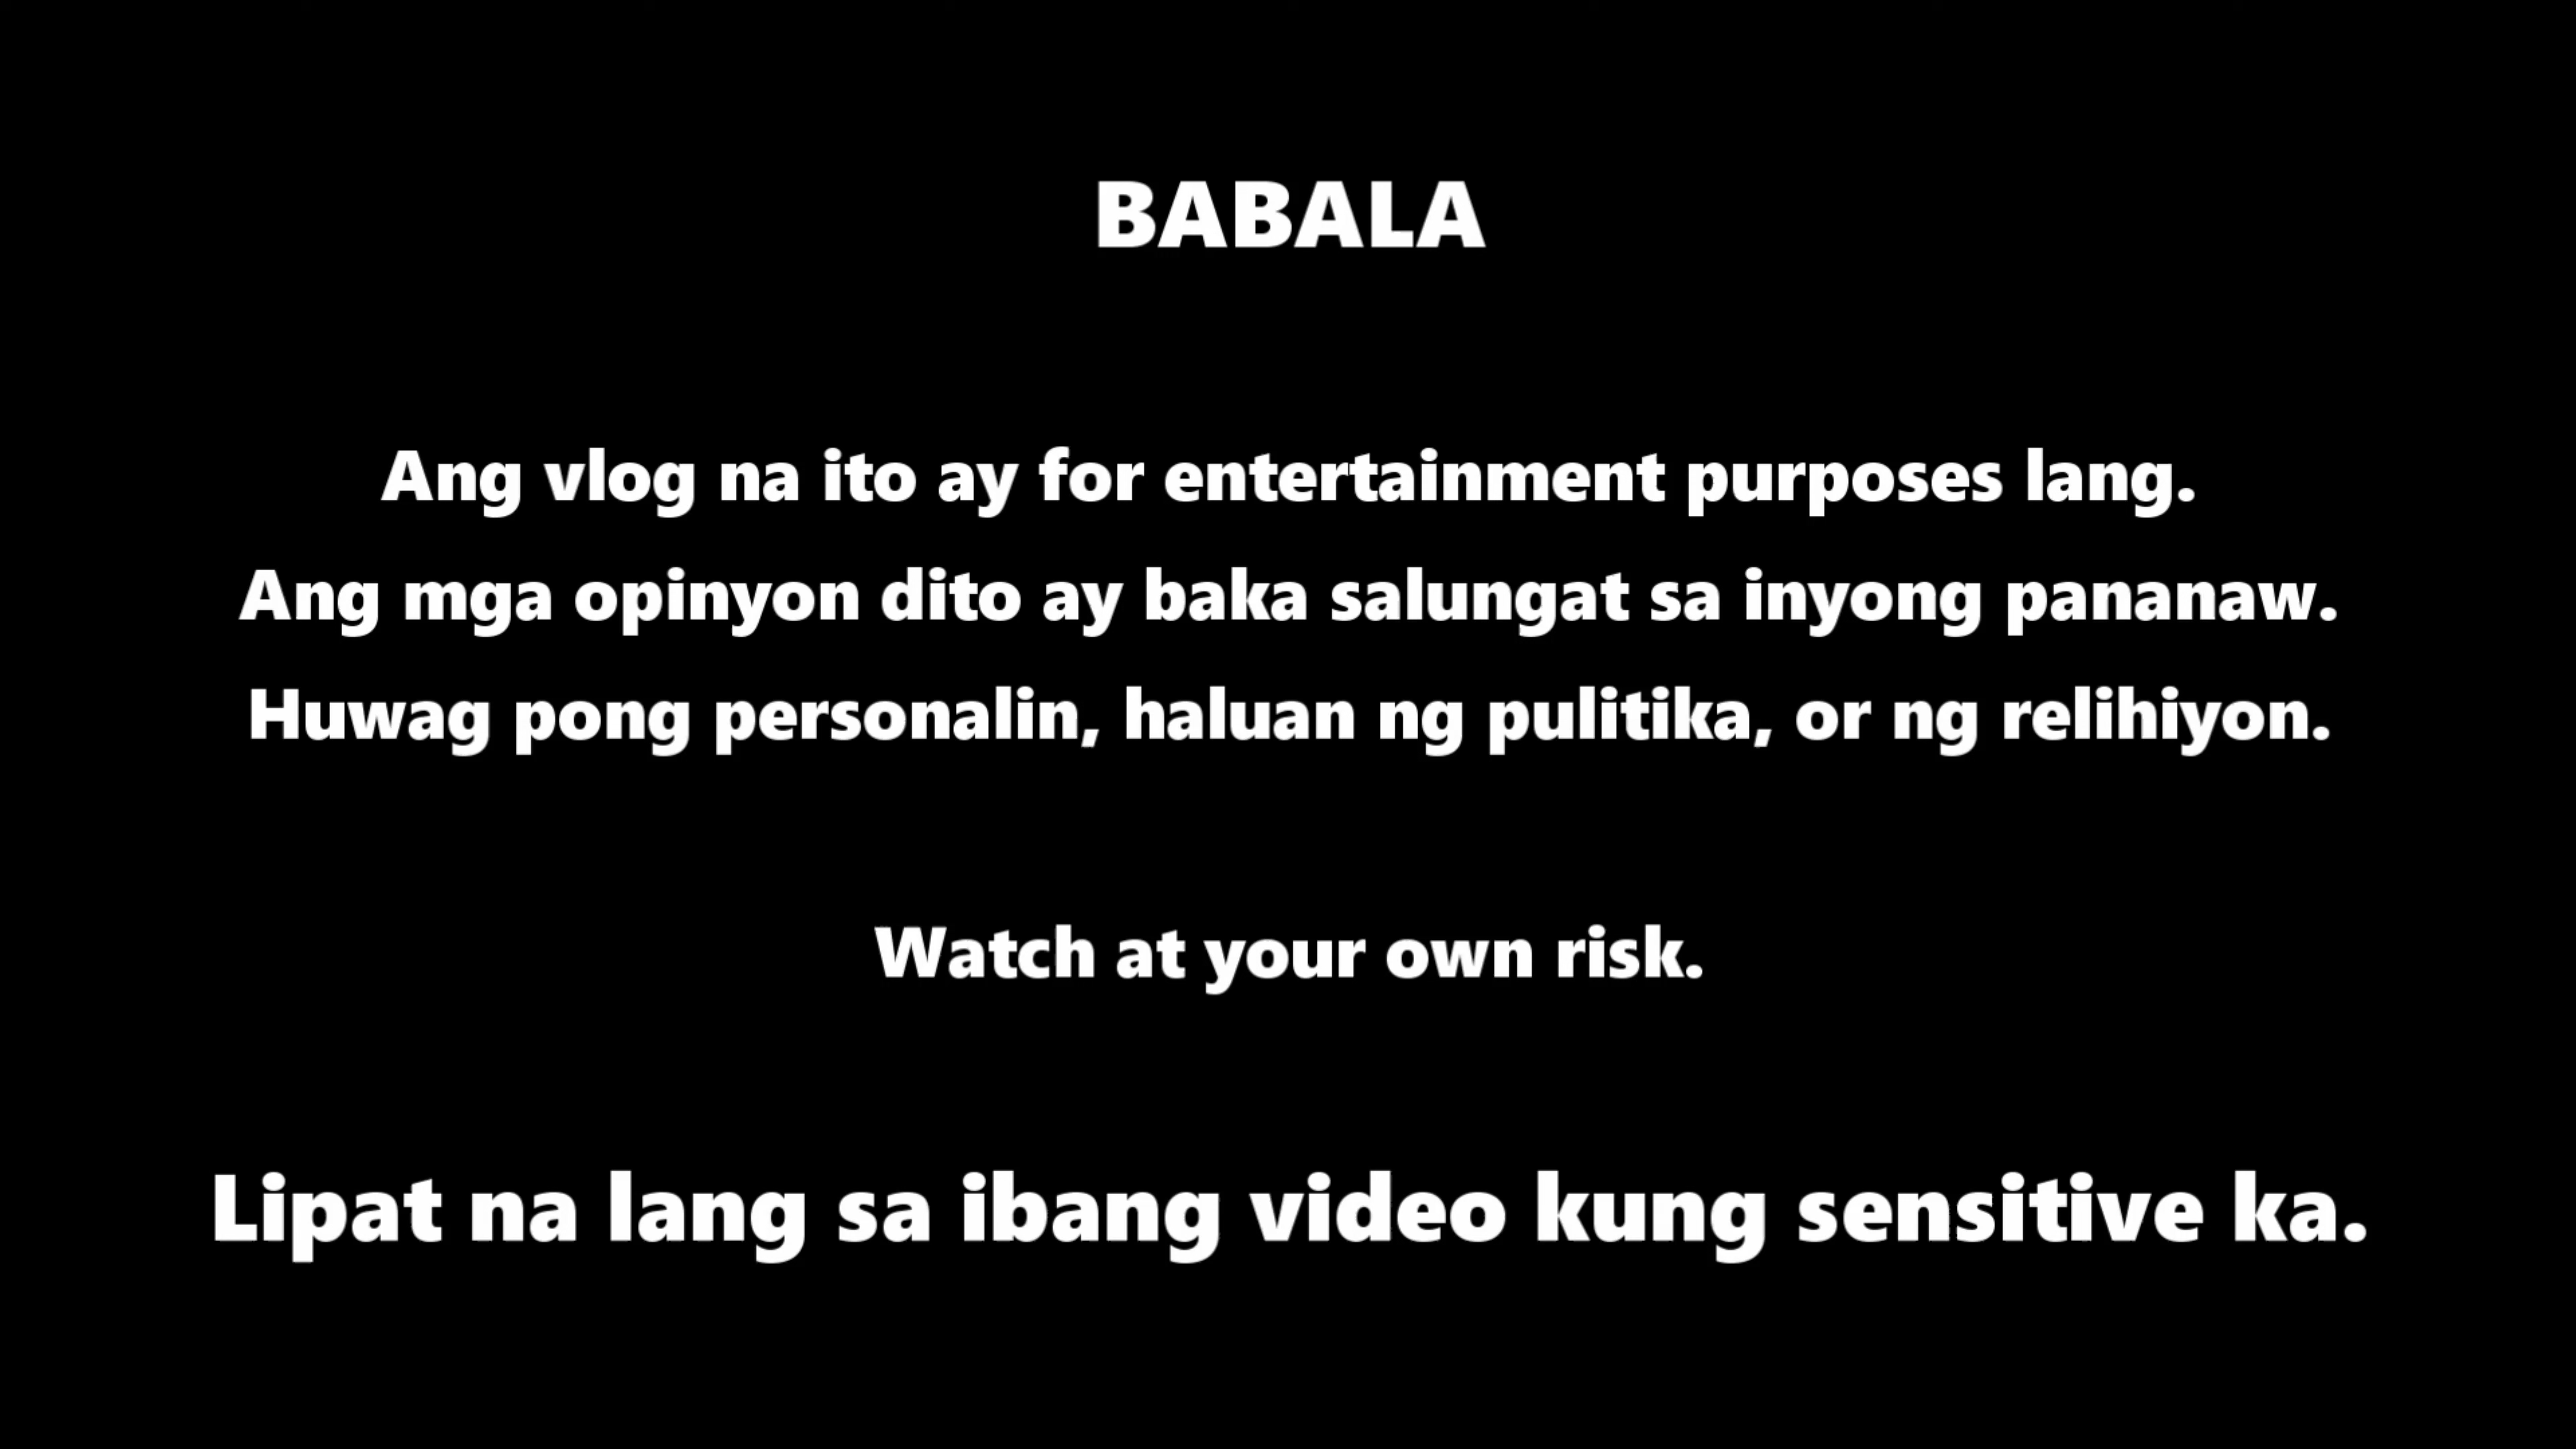 BABALA
Ang vlog na ito ay for entertainment purposes lang.
Ang mga opinyon dito ay baka salungat sa inyong pananaw.
Huwag pong personalin, haluan ng pulitika, or ng relihiyon.
Watch at your own risk.
Lipat na lang sa ibang video kung sensitive ka.